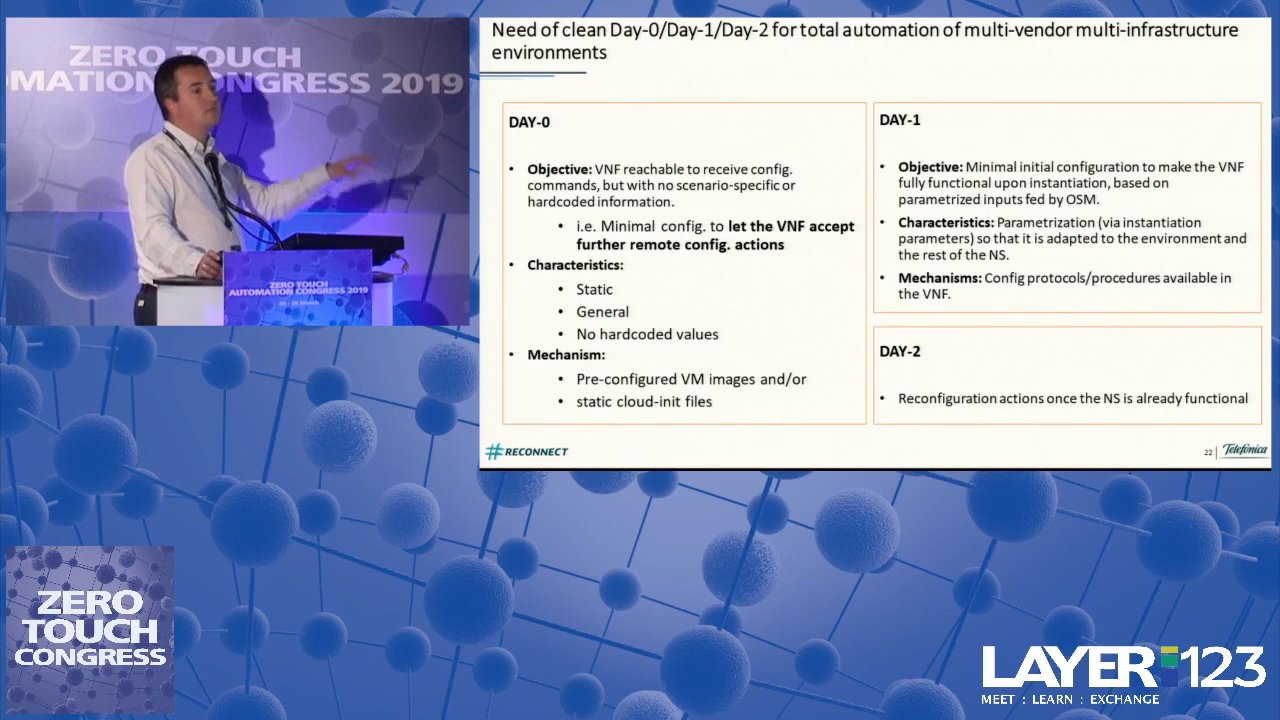 ZERO TOUCH
OMATION CONGRESS 2019
ZERO TOUCH
AUTOMATION CONGRESS 2019
Need of clean Day-0/Day-1/Day-2 for total automation of multi-vendor multi-infrastructure
environments
DAY-0
• Objective: VNF reachable to receive config.
commands, but with no scenario-specific or
hardcoded information.
• i.e. Minimal config. to let the VNF accept
further remote config. actions
• Characteristics:
• Static
• General
• No hardcoded values
• Mechanism:
• Pre-configured VM images and/or
• static cloud-init files
DAY-1
• Objective: Minimal initial configuration to make the VNF
fully functional upon instantiation, based on
parametrized inputs fed by OSM.
• Characteristics: Parametrization (via instantiation
parameters) so that it is adapted to the environment and
the rest of the NS.
• Mechanisms: Config protocols/procedures available in
the VNF.
DAY-2
• Reconfiguration actions once the NS is already functional
#RECONNECT
22 | Telefónica
ZERO
TOUCH
CONGRESS
LAYER123
MEET : LEARN : EXCHANGE